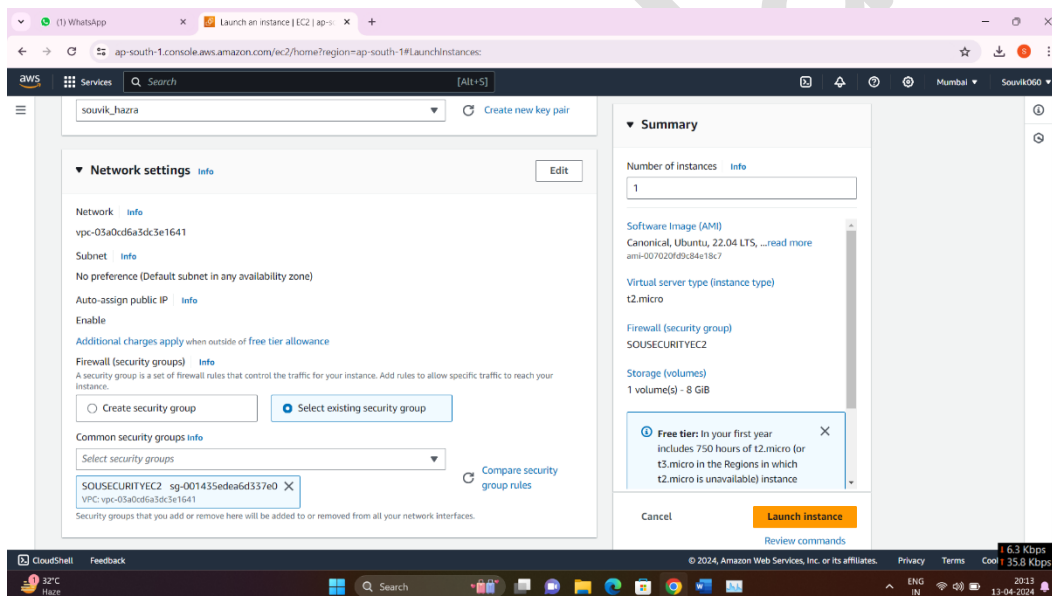 (1) WhatsApp
Launch an instance | EC2 | ap-so
ap-south-1.console.aws.amazon.com/ec2/home?region=ap-south-1#LaunchInstances:
aws
Services
Search
[Alt+S]
Mumbai
Souvik060
souvik_hazra
Create new key pair
Network settings Info
Edit
Network Info
vpc-03a0cd6a3dc3e1641
Subnet Info
No preference (Default subnet in any availability zone)
Auto-assign public IP Info
Enable
Additional charges apply when outside of free tier allowance
Firewall (security groups) Info
A security group is a set of firewall rules that control the traffic for your instance. Add rules to allow specific traffic to reach your
instance.
Create security group
Select existing security group
Common security groups Info
Select security groups
SOUSECURITYEC2 sg-001435edea6d337e0
VPC: vpc-03a0cd6a3dc3e1641
Compare security
group rules
Security groups that you add or remove here will be added to or removed from all your network interfaces.
Summary
Number of instances Info
1
Software Image (AMI)
Canonical, Ubuntu, 22.04 LTS, ...read more
ami-007020fd9c84e18c7
Virtual server type (instance type)
t2.micro
Firewall (security group)
SOUSECURITYEC2
Storage (volumes)
1 volume(s) - 8 GiB
Free tier: In your first year
includes 750 hours of t2.micro (or
t3.micro in the Regions in which
t2.micro is unavailable) instance
Cancel
Launch instance
Review commands
CloudShell
Feedback
© 2024, Amazon Web Services, Inc. or its affiliates.
Privacy
Terms
Coo
6.3 Kbps
35.8 Kbps
1
32°C
Haze
Search
ENG
IN
20:13
13-04-2024